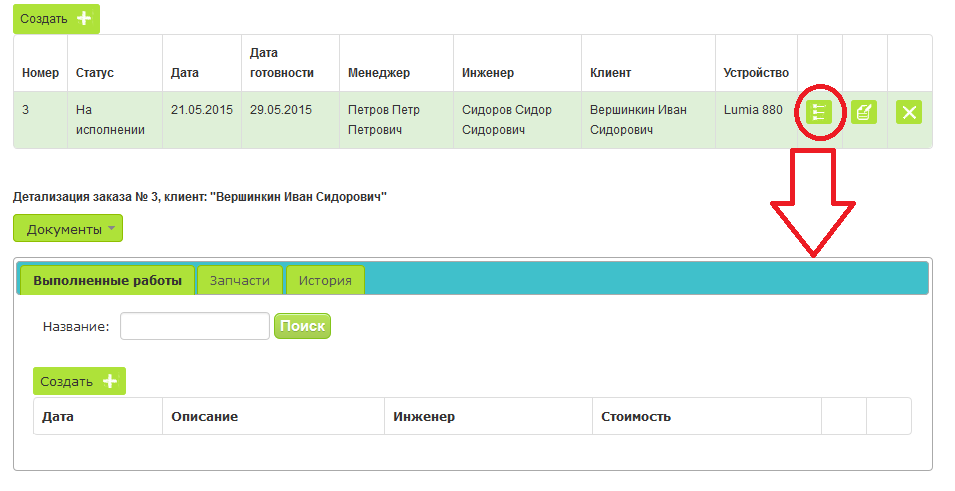 Создать
Номер Статус Дата Дата готовности Менеджер Инженер Клиент Устройство
3 На исполнении 21.05.2015 29.05.2015 Петров Петр Петрович Сидоров Сидор Сидорович Вершинкин Иван Сидорович Lumia 880
Детализация заказа № 3, клиент: "Вершинкин Иван Сидорович"
Документы
Выполненные работы Запчасти История
Название: Поиск
Создать
Дата Описание Инженер Стоимость